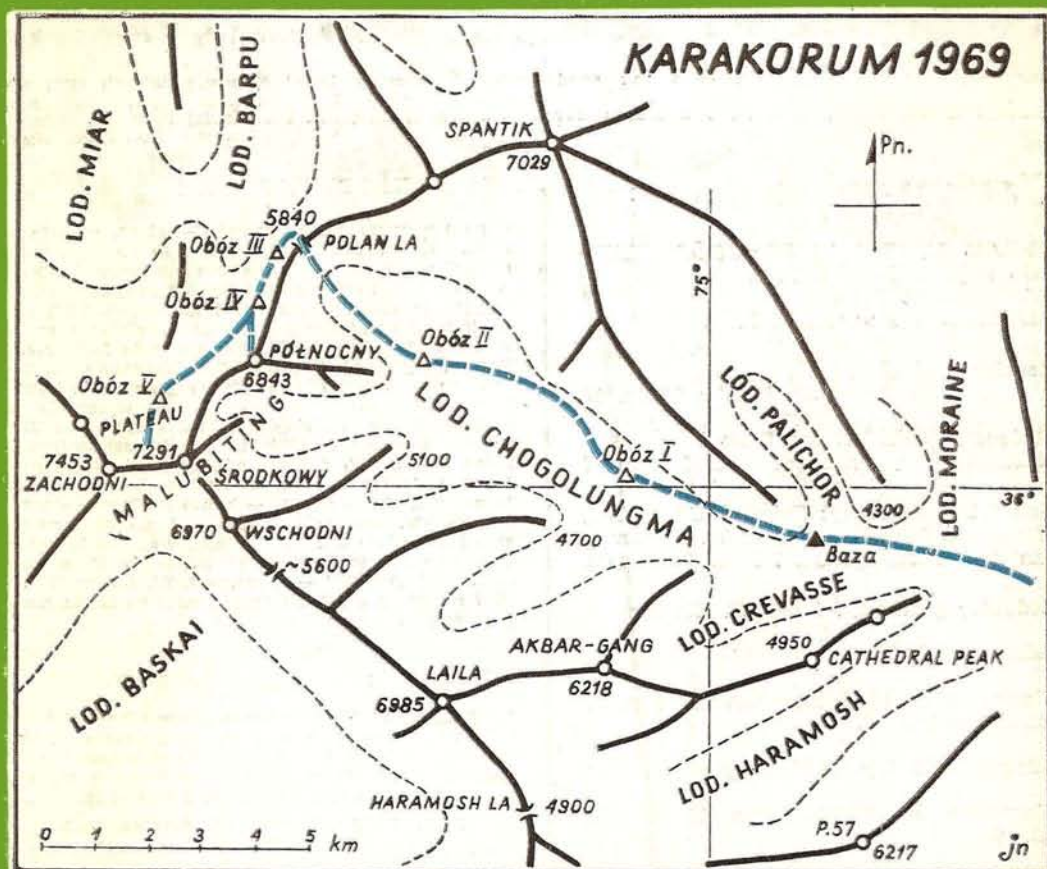 KARAKORUM 1969
LOD. MIAR
LOD. BARPU
SPANTIK
7029
Pn.
5840
POLAN LA
Obóz III
Obóz IV
75°
PÓŁNOCNY
6843
Obóz II
Obóz V
PLATEAU
7291
7453
ZACHODNI
MALUBITING
ŚRODKOWY
5100
LOD. CHOGOLUNGMA
Obóz I
LOD. PALICHOR
4300
LOD. MORAINE
36°
6970
WSCHODNI
~5600
4700
Baza
LOD. BASKAI
LOD. CREVASSE
AKBAR-GANG
6218
4950
CATHEDRAL PEAK
LAILA
6985
LOD. HARAMOSH
HARAMOSH LA
4900
P.57
6217
0 1 2 3 4 5
km
jn